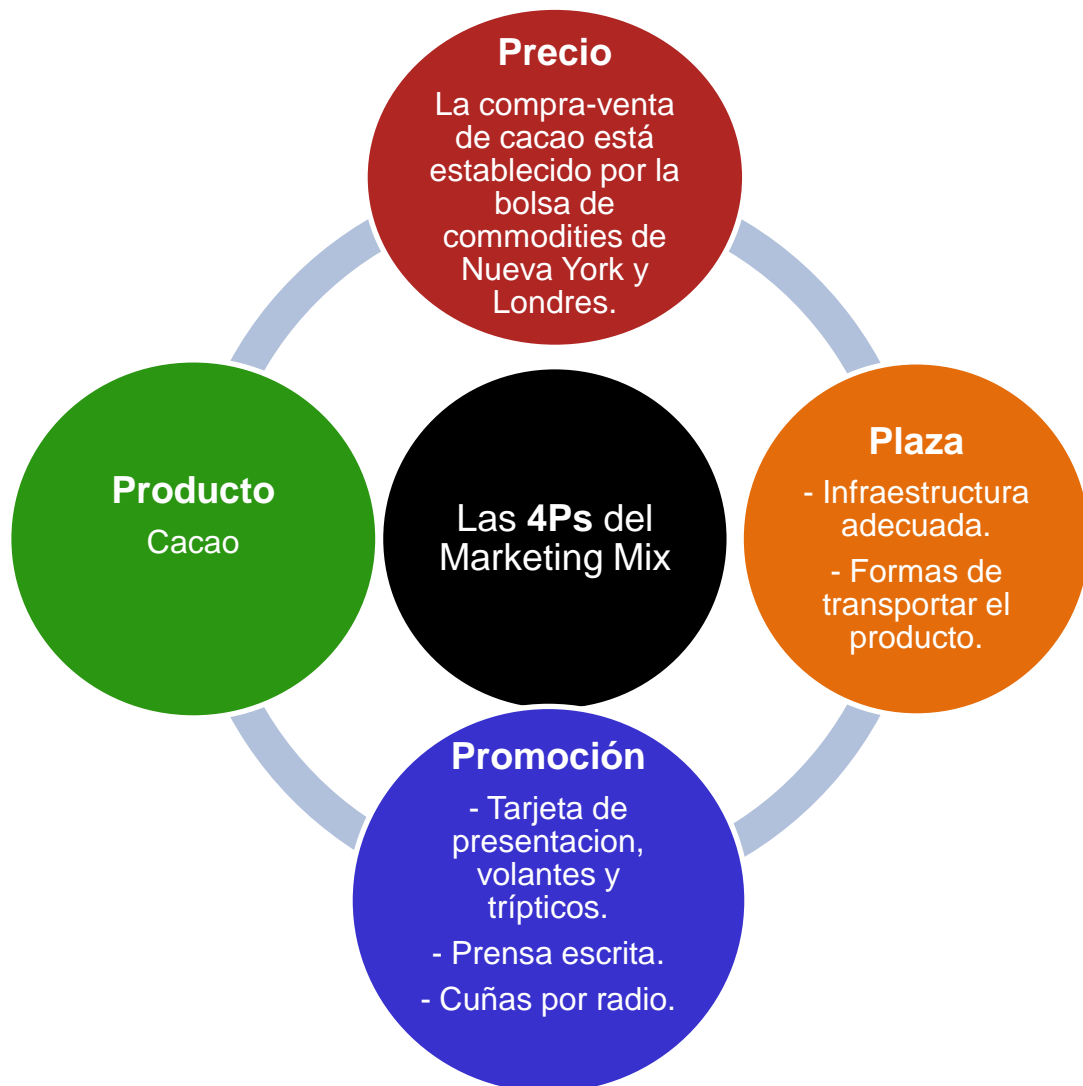 Precio
La compra-venta
de cacao está
establecido por la
bolsa de
commodities de
Nueva York y
Londres.
Producto
Cacao
Las 4Ps del
Marketing Mix
Plaza
- Infraestructura
adecuada.
- Formas de
transportar el
producto.
Promoción
- Tarjeta de
presentacion,
volantes y
trípticos.
- Prensa escrita.
- Cuñas por radio.